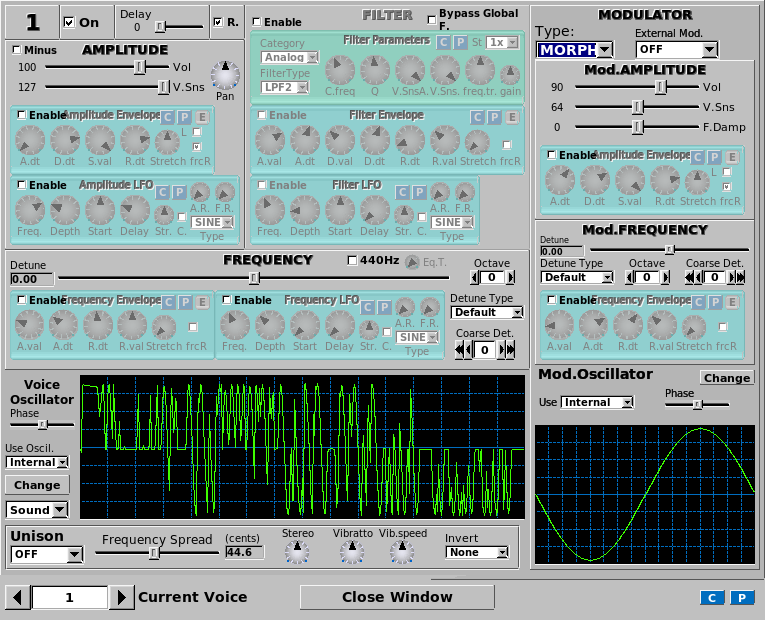 1
On
Delay
0
R.
Minus
AMPLITUDE
100
Vol
127
V.Sns
Pan
Enable
Amplitude Envelope
C P E
L
A.dt D.dt S.val R.dt Stretch frcR
Enable
Amplitude LFO
C P
A.R. F.R.
C.
SINE
Freq. Depth Start Delay Str. Type
Enable
FILTER
Bypass Global F.
Category
Analog
FilterType
LPF2
Filter Parameters
C P
St
1x
C.freq Q V.SnsA. V.Sns. freq.tr. gain
Enable
Filter Envelope
C P E
A.val A.dt D.val D.dt R.dt R.val Stretch frcR
Enable
Filter LFO
C P
A.R. F.R.
C.
SINE
Freq. Depth Start Delay Str. Type
FREQUENCY
440Hz
Eq.T.
Detune
0.00
Octave
0
Enable
Frequency Envelope
C P E
A.val A.dt R.dt R.val Stretch frcR
Enable
Frequency LFO
C P
A.R. F.R.
C.
SINE
Freq. Depth Start Delay Str. Type
Detune Type
Default
Coarse Det.
0
Voice
Oscillator
Phase
Use Oscil.
Internal
Change
Sound
Unison
OFF
Frequency Spread
(cents)
44.6
Stereo
Vibratto
Vib.speed
Invert
None
MODULATOR
Type:
MORPH
External Mod.
OFF
Mod.AMPLITUDE
90
Vol
64
V.Sns
0
F.Damp
Enable
Amplitude Envelope
C P E
L
A.dt D.dt S.val R.dt Stretch frcR
Mod.FREQUENCY
Detune
0.00
Detune Type
Default
Octave
0
Coarse Det.
0
Enable
Frequency Envelope
C P E
A.val A.dt R.dt R.val Stretch frcR
Mod.Oscillator
Change
Use
Internal
Phase
1
Current Voice
Close Window
C P